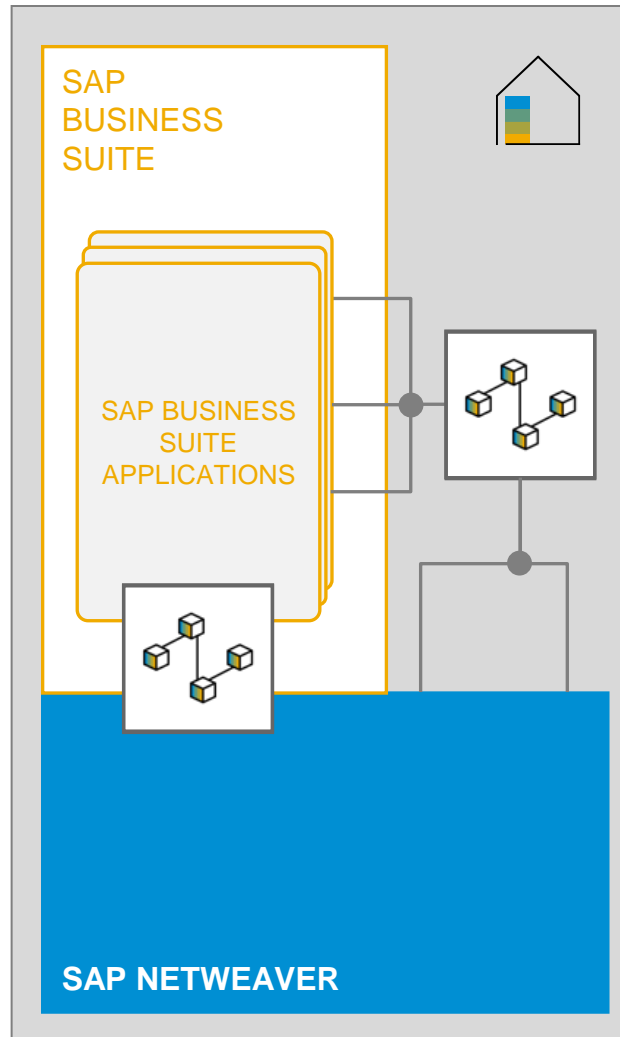 SAP
BUSINESS
SUITE
SAP BUSINESS
SUITE
APPLICATIONS
SAP NETWEAVER